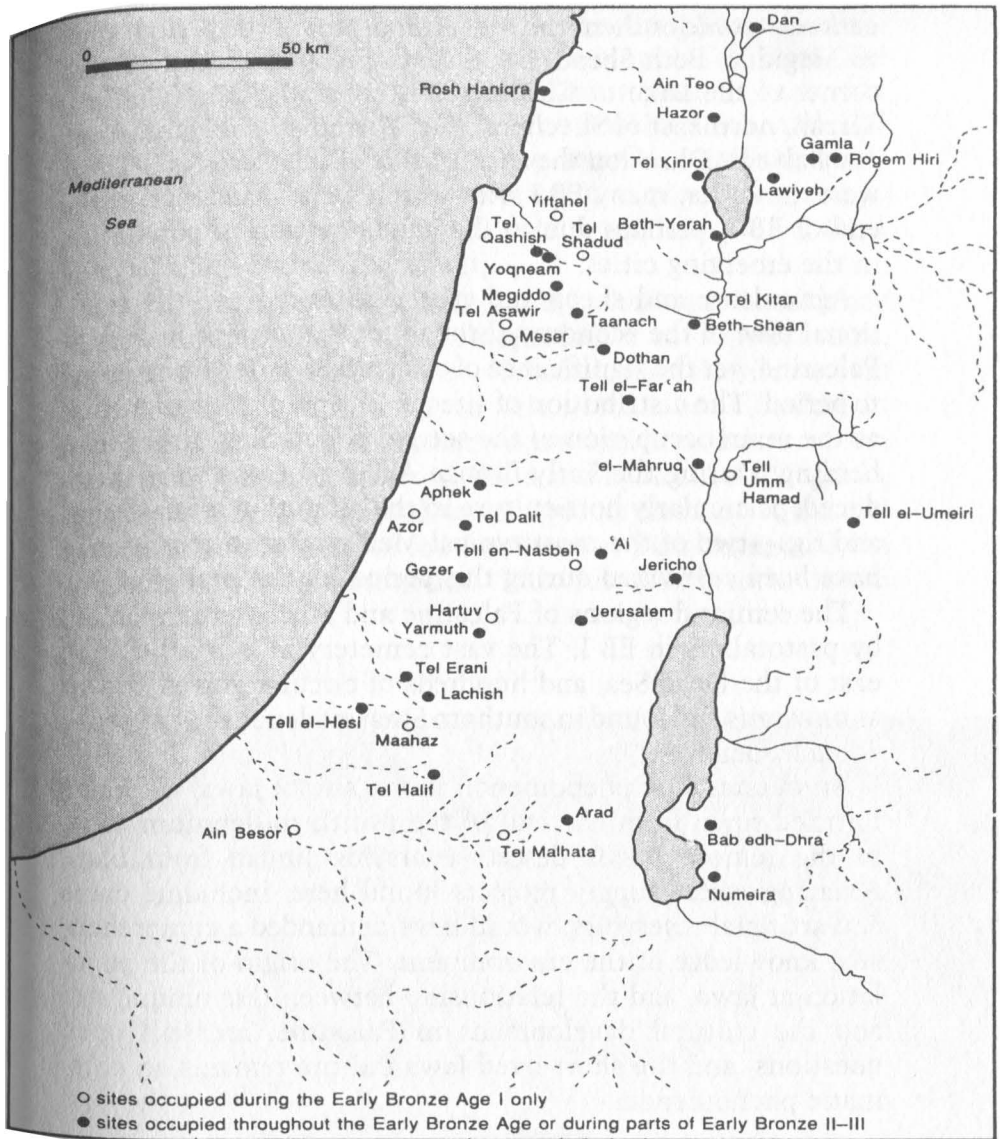 Dan
0 50 km
Ain Teo
Rosh Haniqra
Hazor
Gamla
Tel Kinrot
Rogem Hiri
Mediterranean
Sea
Lawiyeh
Yiftahel
Tel
Qashish
Tel
Shadud
Beth-Yerah
Yoqneam
Megiddo
Tel Kitan
Tel Asawir
Taanach
Meser
Beth-Shean
Dothan
Tell el-Farʿah
el-Mahruq
Tell
Umm
Hamad
Aphek
Azor
Tel Dalit
Tell el-Umeiri
Tell en-Nasbeh
'Ai
Gezer
Jericho
Hartuv
Jerusalem
Yarmuth
Tel Erani
Lachish
Tell el-Hesi
Maahaz
Tel Halif
Arad
Ain Besor
Tel Malhata
Bab edh-Dhra
Numeira
O sites occupied during the Early Bronze Age I only
● sites occupied throughout the Early Bronze Age or during parts of Early Bronze II–III